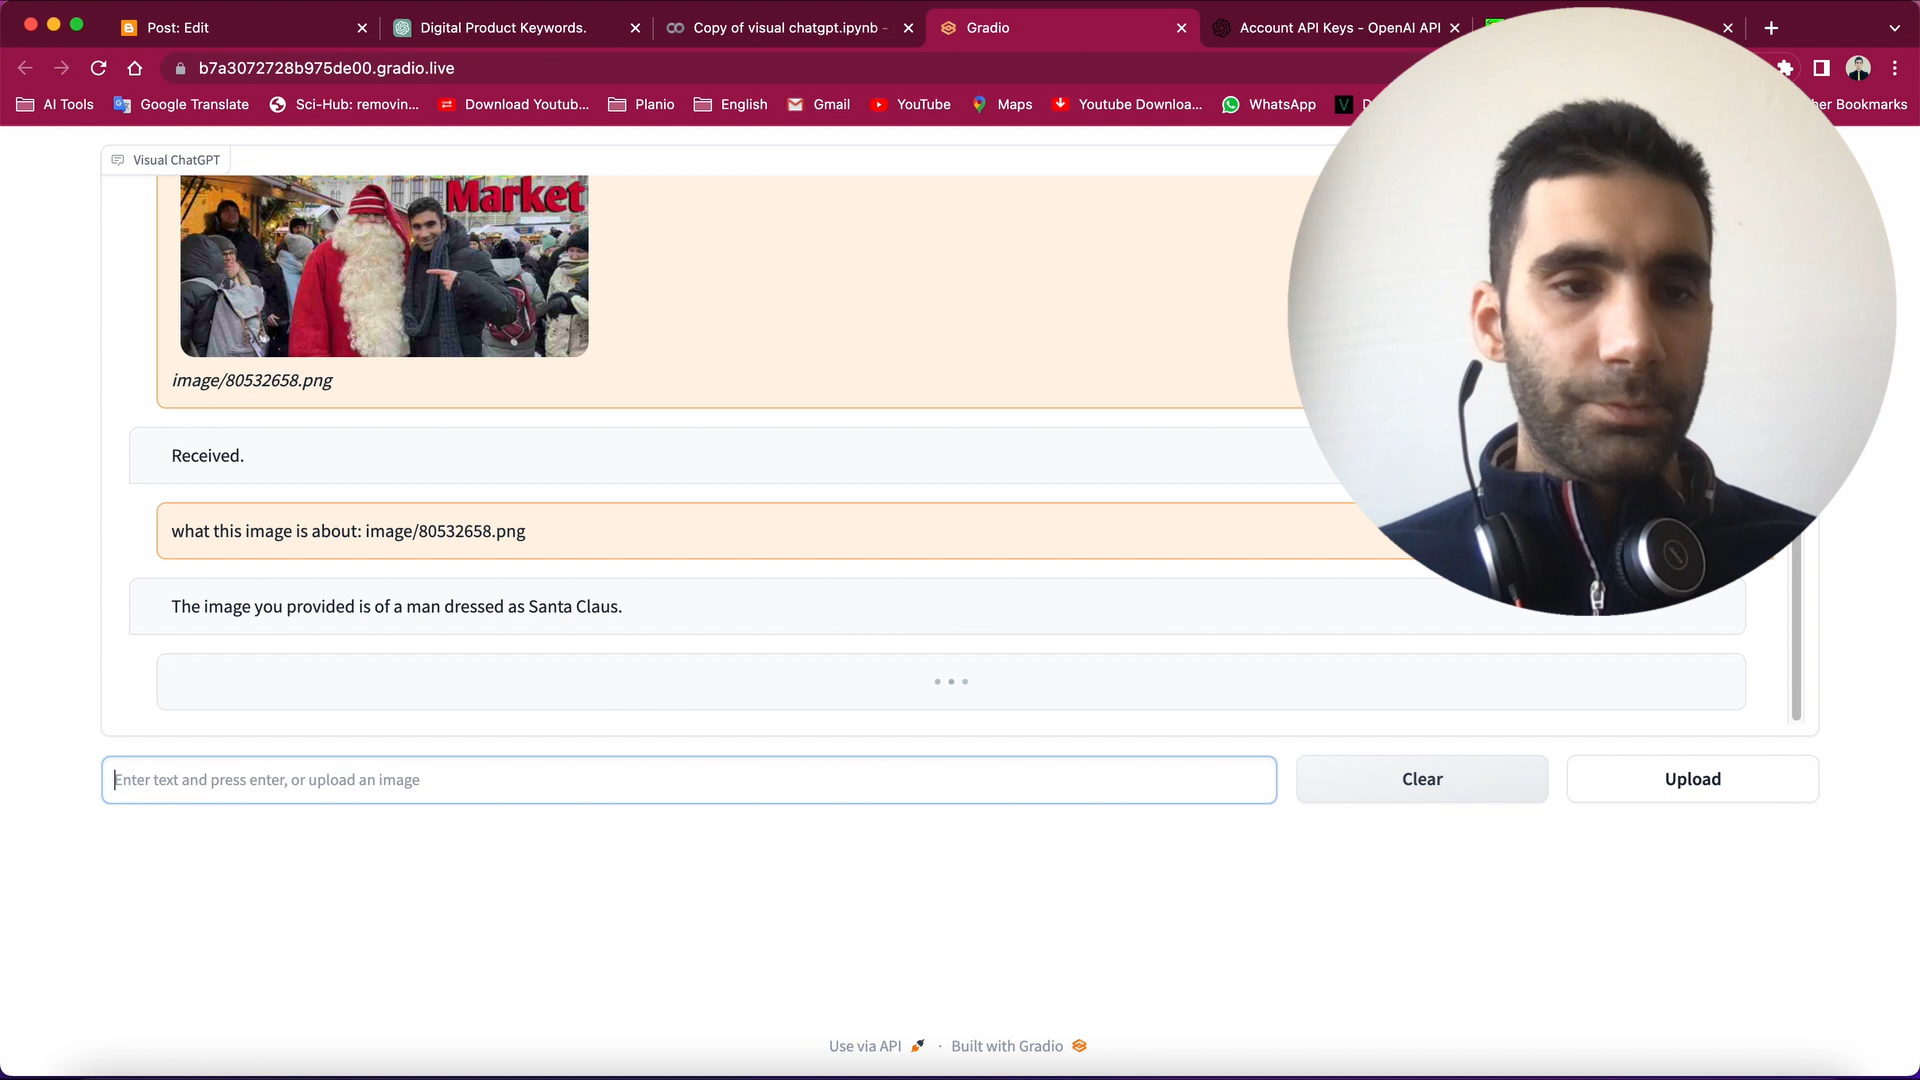 Post: Edit
Digital Product Keywords.
Copy of visual chatgpt.ipynb -
Gradio
Account API Keys - OpenAI API
b7a3072728b975de00.gradio.live
AI Tools
Google Translate
Sci-Hub: removin...
Download Youtub...
Planio
English
Gmail
YouTube
Maps
Youtube Downloa...
WhatsApp
her Bookmarks
Visual ChatGPT
Market
image/80532658.png
Received.
what this image is about: image/80532658.png
The image you provided is of a man dressed as Santa Claus.
Enter text and press enter, or upload an image
Clear
Upload
Use via API · Built with Gradio